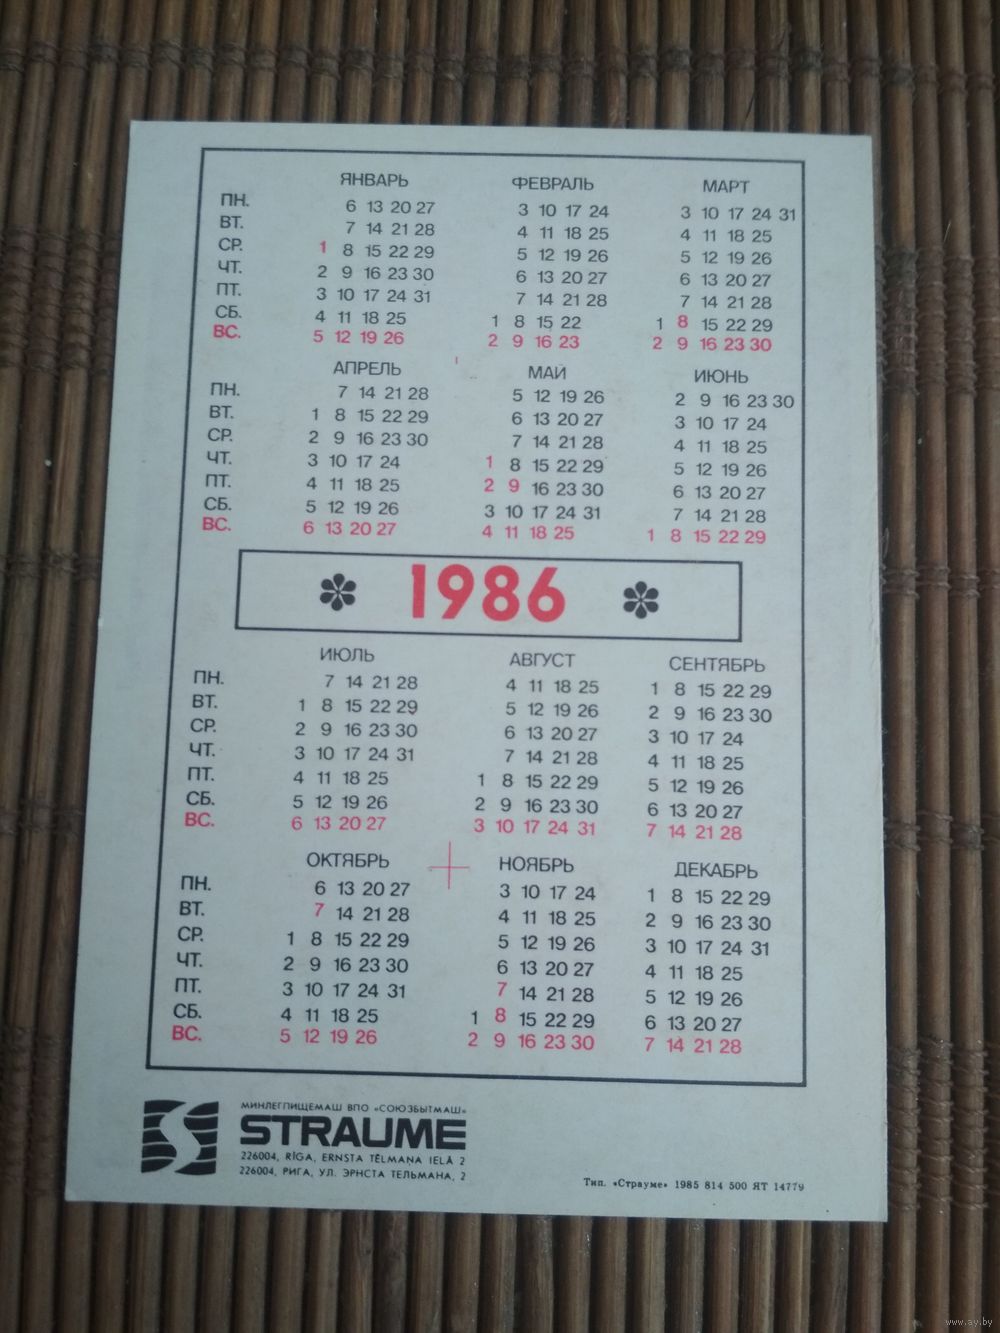 ЯНВАРЬ ФЕВРАЛЬ МАРТ
ПН. 6 13 20 27 3 10 17 24 3 10 17 24 31
ВТ. 7 14 21 28 4 11 18 25 4 11 18 25
СР. 1 8 15 22 29 5 12 19 26 5 12 19 26
ЧТ. 2 9 16 23 30 6 13 20 27 6 13 20 27
ПТ. 3 10 17 24 31 7 14 21 28 7 14 21 28
СБ. 4 11 18 25 1 8 15 22 1 8 15 22 29
ВС. 5 12 19 26 2 9 16 23 2 9 16 23 30
АПРЕЛЬ МАЙ ИЮНЬ
ПН. 7 14 21 28 5 12 19 26 2 9 16 23 30
ВТ. 1 8 15 22 29 6 13 20 27 3 10 17 24
СР. 2 9 16 23 30 7 14 21 28 4 11 18 25
ЧТ. 3 10 17 24 1 8 15 22 29 5 12 19 26
ПТ. 4 11 18 25 2 9 16 23 30 6 13 20 27
СБ. 5 12 19 26 3 10 17 24 31 7 14 21 28
ВС. 6 13 20 27 4 11 18 25 1 8 15 22 29
1986
ИЮЛЬ АВГУСТ СЕНТЯБРЬ
ПН. 7 14 21 28 4 11 18 25 1 8 15 22 29
ВТ. 1 8 15 22 29 5 12 19 26 2 9 16 23 30
СР. 2 9 16 23 30 6 13 20 27 3 10 17 24
ЧТ. 3 10 17 24 31 7 14 21 28 4 11 18 25
ПТ. 4 11 18 25 1 8 15 22 29 5 12 19 26
СБ. 5 12 19 26 2 9 16 23 30 6 13 20 27
ВС. 6 13 20 27 3 10 17 24 31 7 14 21 28
ОКТЯБРЬ НОЯБРЬ ДЕКАБРЬ
ПН. 6 13 20 27 3 10 17 24 1 8 15 22 29
ВТ. 7 14 21 28 4 11 18 25 2 9 16 23 30
СР. 1 8 15 22 29 5 12 19 26 3 10 17 24 31
ЧТ. 2 9 16 23 30 6 13 20 27 4 11 18 25
ПТ. 3 10 17 24 31 7 14 21 28 5 12 19 26
СБ. 4 11 18 25 1 8 15 22 29 6 13 20 27
ВС. 5 12 19 26 2 9 16 23 30 7 14 21 28
МИНЛЕГПИЩЕМАШ ВПО «СОЮЗБЫТМАШ»
STRAUME
226004, RĪGA, ERNSTA TĒLMAŅA IELĀ 2
226004, РИГА, УЛ. ЭРНСТА ТЕЛЬМАНА, 2
Тип. «Страуме» 1985 814 500 ЯТ 14779
www.ay.by